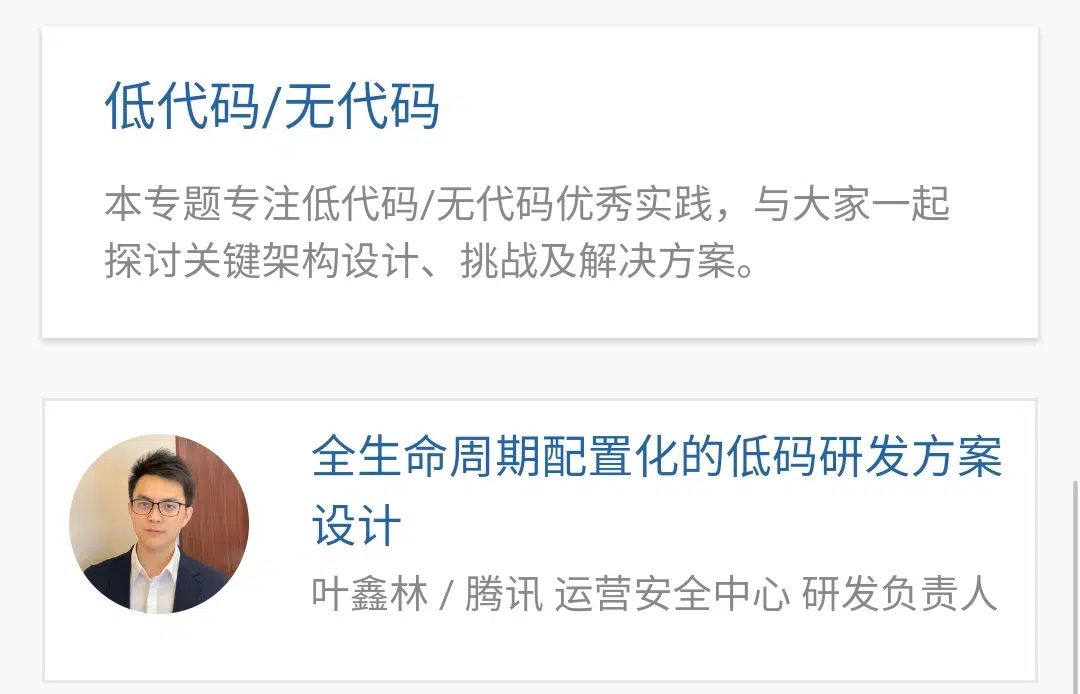 低代码/无代码
本专题专注低代码/无代码优秀实践，与大家一起
探讨关键架构设计、挑战及解决方案。
全生命周期配置化的低码研发方案
设计
叶鑫林 / 腾讯 运营安全中心 研发负责人